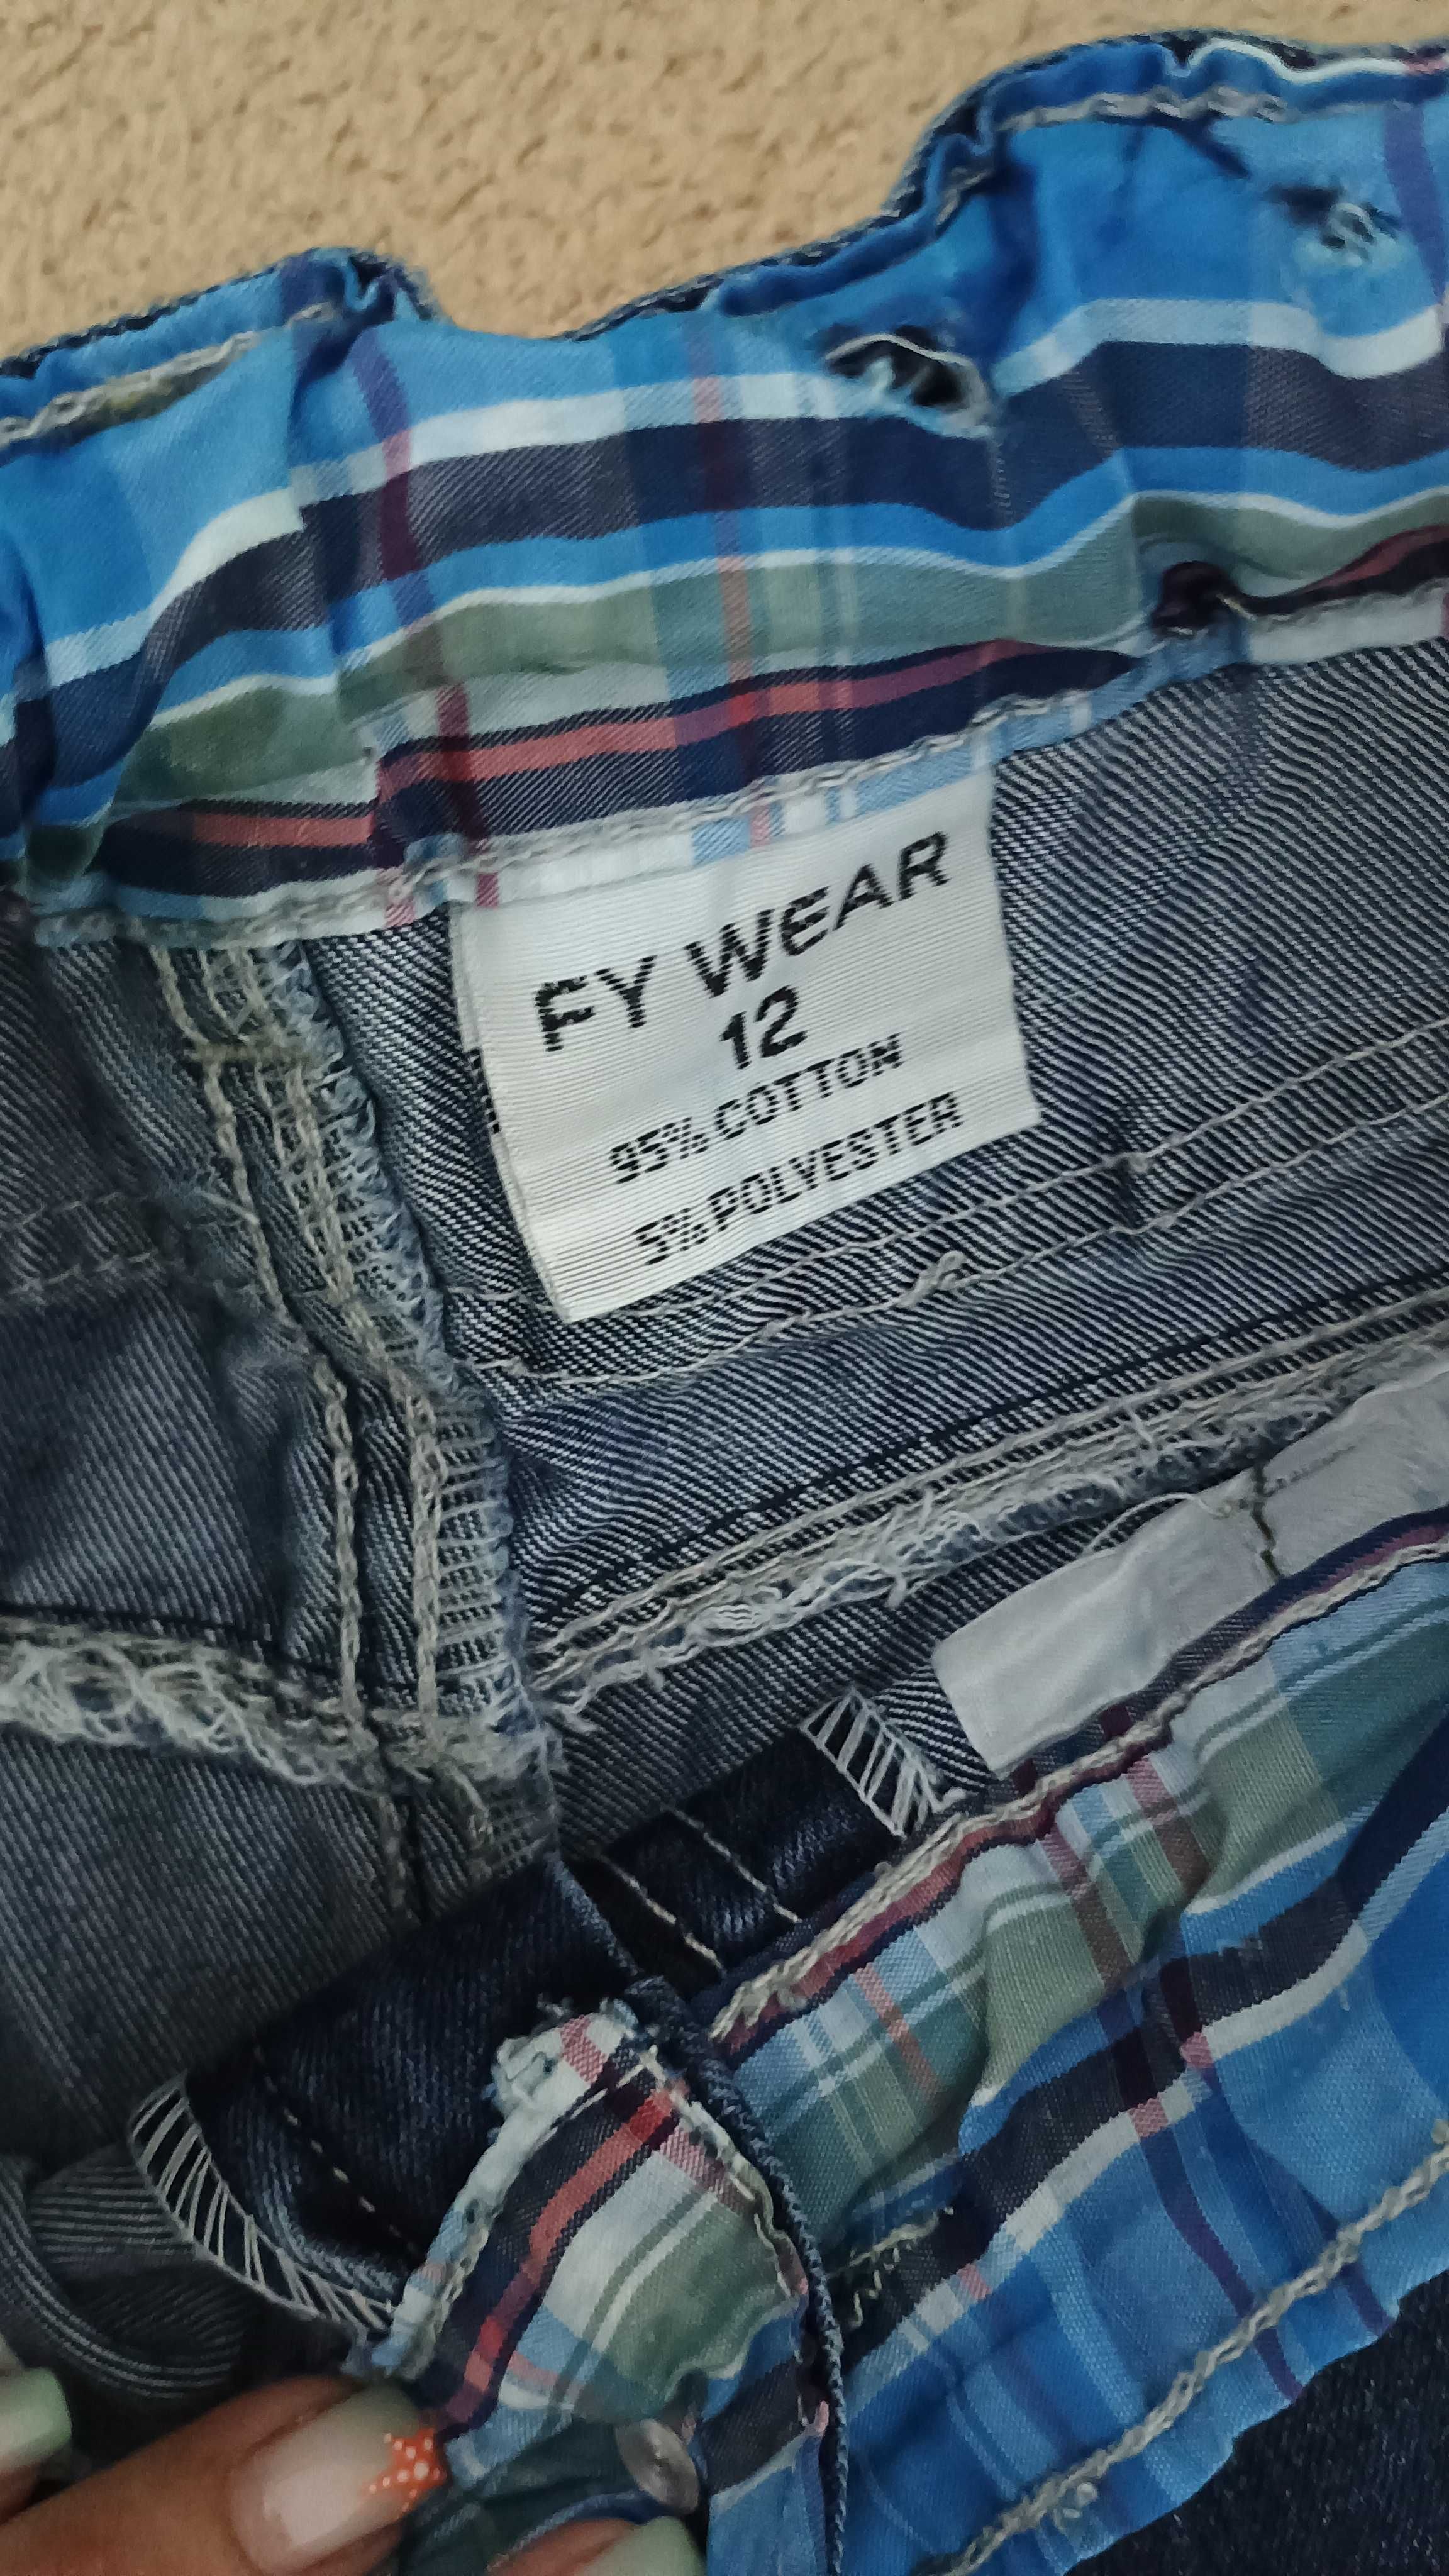 FY WEAR
12
95% COTTON
5% POLYESTER